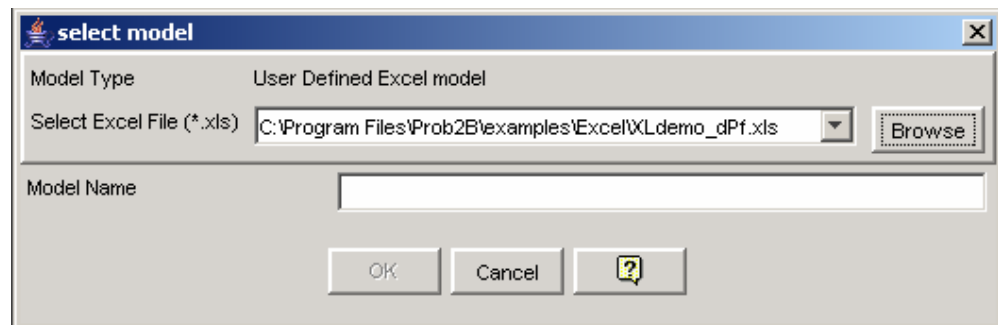 select model
Model Type User Defined Excel model
Select Excel File (*.xls) C:\Program Files\Prob2B\examples\Excel\XLdemo_dPf.xls Browse
Model Name
OK Cancel ?